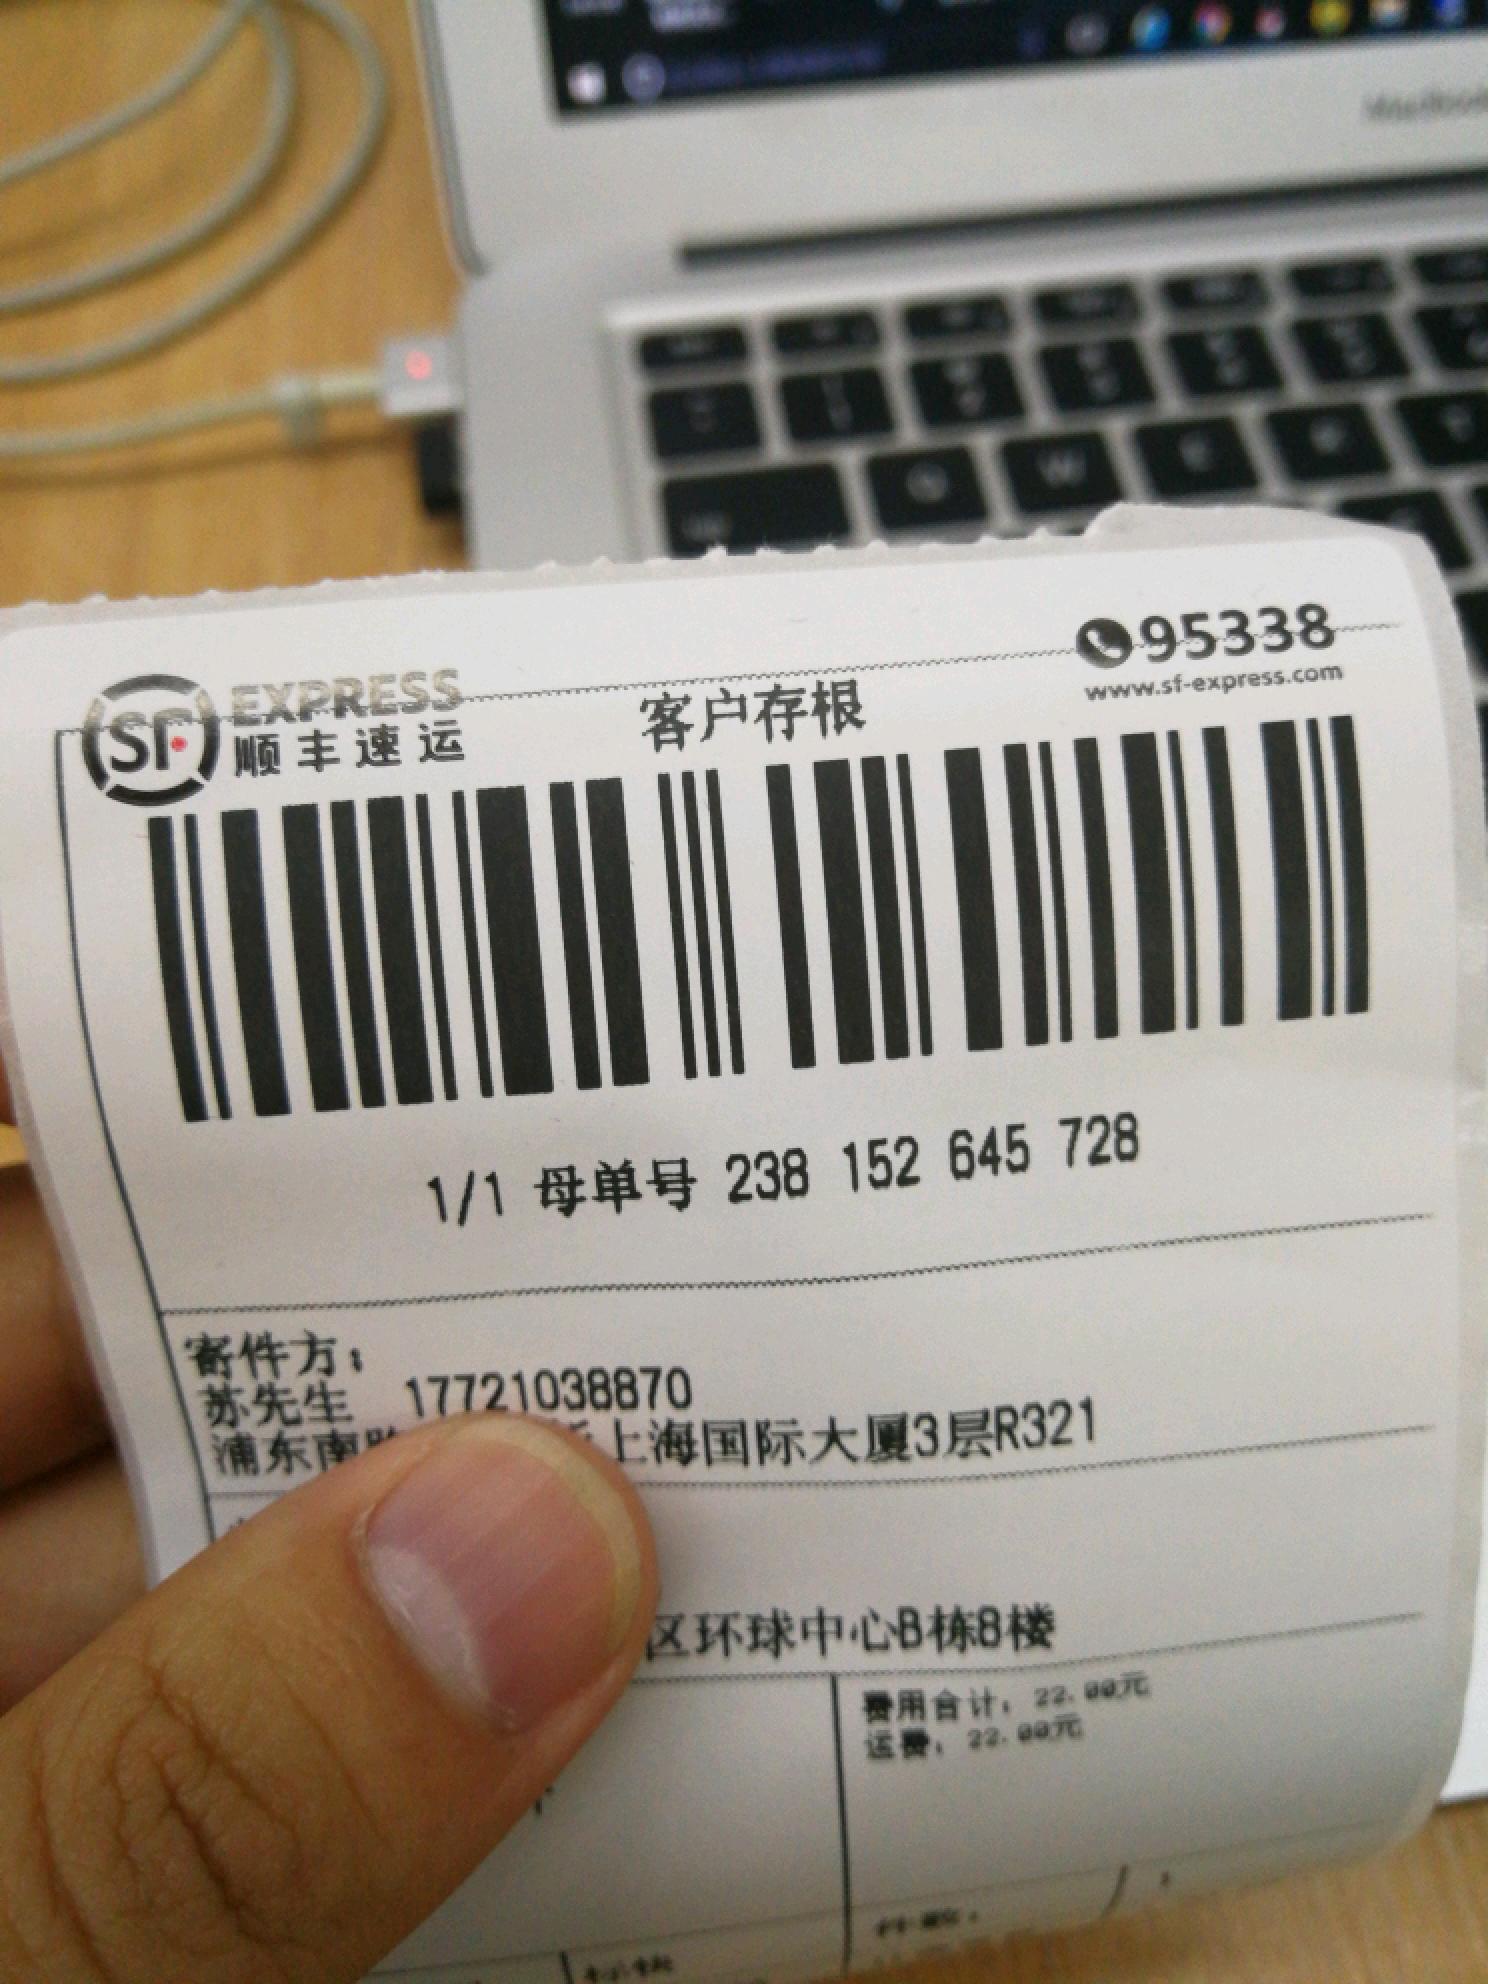 MacBook
Q W E R
95338
www.sf-express.com
SF EXPRESS
顺丰速运
客户存根
1/1 母单号 238 152 645 728
寄件方：
苏先生 17721038870
浦东南路 上海国际大厦3层R321
区环球中心B栋8楼
费用合计：22.00元
运费：22.00元